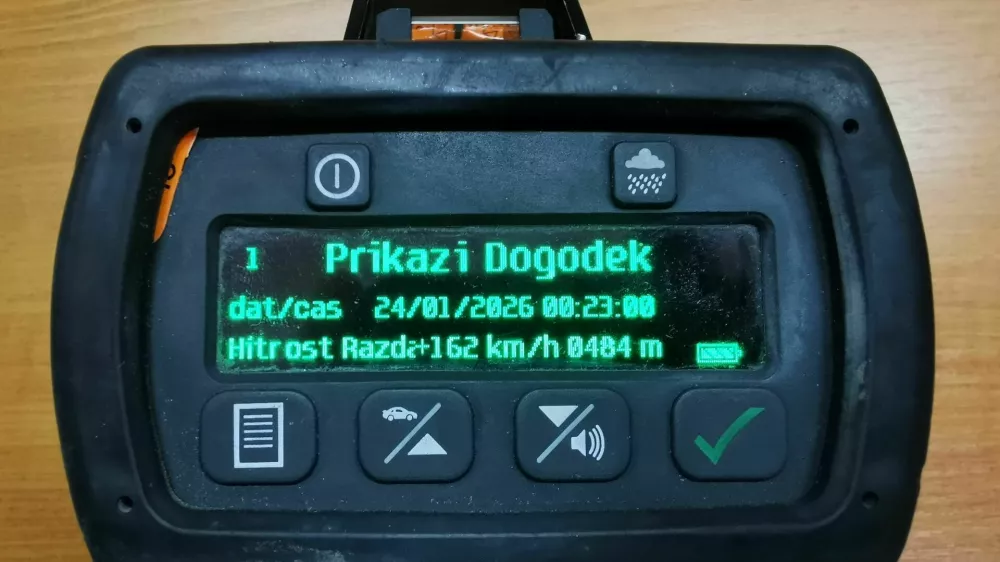 1 Prikazi Dogodek
dat/cas 24/01/2026 00:23:00
Hitrost Razda+162 km/h 0484 m